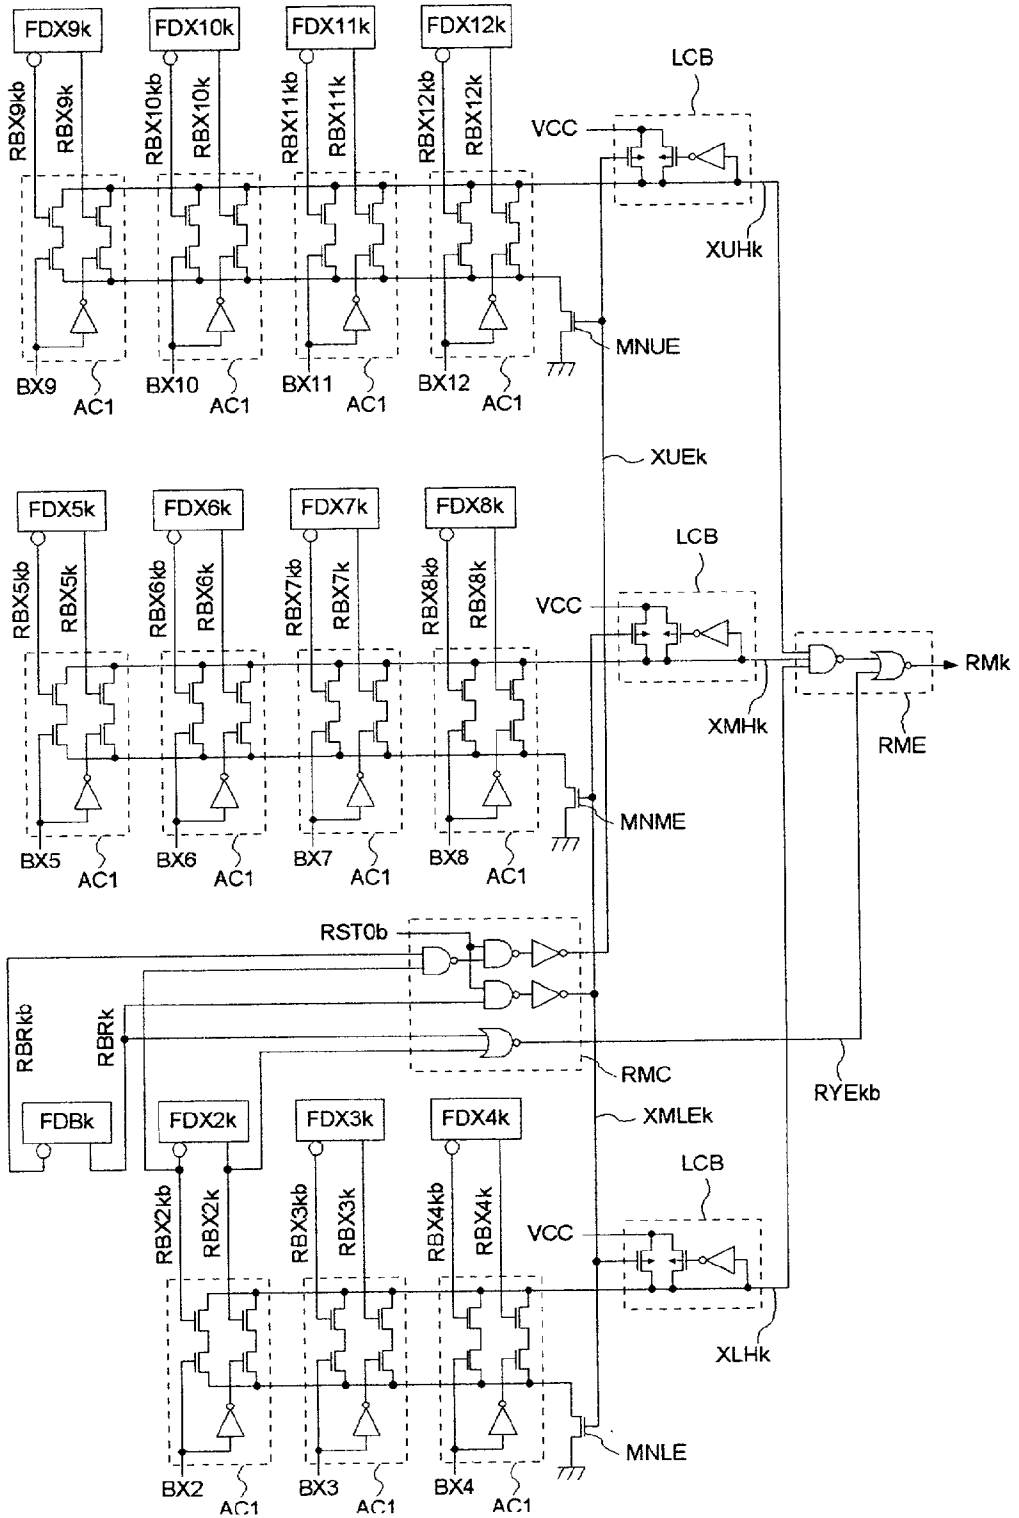 FDX9k FDX10k FDX11k FDX12k
LCB
RBX9kb RBX9k RBX10kb RBX10k RBX11kb RBX11k RBX12kb RBX12k
VCC
XUHk
MNUE
BX9 BX10 BX11 BX12
AC1 AC1 AC1 AC1
XUEk
FDX5k FDX6k FDX7k FDX8k
LCB
RBX5kb RBX5k RBX6kb RBX6k RBX7kb RBX7k RBX8kb RBX8k
VCC
RMk
XMHk
RME
MNME
BX5 BX6 BX7 BX8
AC1 AC1 AC1 AC1
RST0b
RBRkb RBRk
RMC
RYEkb
FDBk FDX2k FDX3k FDX4k
XMLEk
LCB
RBX2kb RBX2k RBX3kb RBX3k RBX4kb RBX4k
VCC
XLHk
MNLE
BX2 BX3 BX4
AC1 AC1 AC1